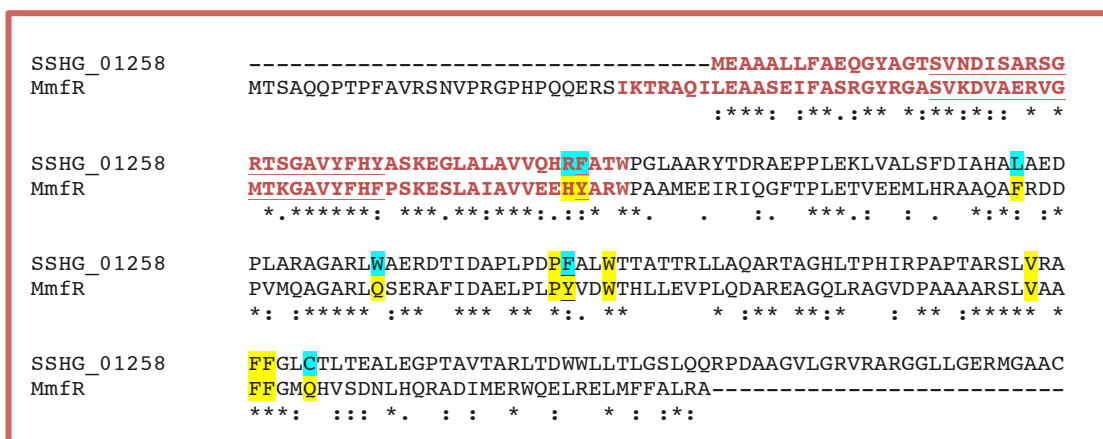 SSHG_01258 ----------------------------------MEAAALLFAEQGYAGTSVNDISARSG
MmfR MTSAQQPTPFAVRSNVPRGPHPQQERSIKTRAQILEAASEIFASRGYRGASVKDVAERVG
:*** :**.:** *:**:*:: * *
SSHG_01258 RTSGAVYFHYASKEGLALAVVQHRFATWPGLAARYTDRAEPPLEKLVALSFDIAHALAED
MmfR MTKGAVYFHFPSKESLAIAVVEEHYARWPAAMEEIRIQGFTPLETVEEMLHRAAQAFRDD
*.******: ***.**:***:.::* **. . :. ***.: : . *:*: :*
SSHG_01258 PLARAGARLWAERDTIDAPLPDPFALWTTATTRLLAQARTAGHLTPHIRPAPTARSLVRA
MmfR PVMQAGARLQSERAFIDAELPLPYVDWTHLLEVPLQDAREAGQLRAGVDPAAAARSLVAA
*: :***** :** *** ** *:. ** * :** **:* : ** :***** *
SSHG_01258 FFGLCTLTEALEGPTAVTARLTDWWLLTLGSLQQRPDAAGVLGRVRARGGLLGERMGAAC
MmfR FFGMQHVSDNLHQRADIMERWQELRELMFFALRA--------------------------
***: ::: *. : : * : * : :*: